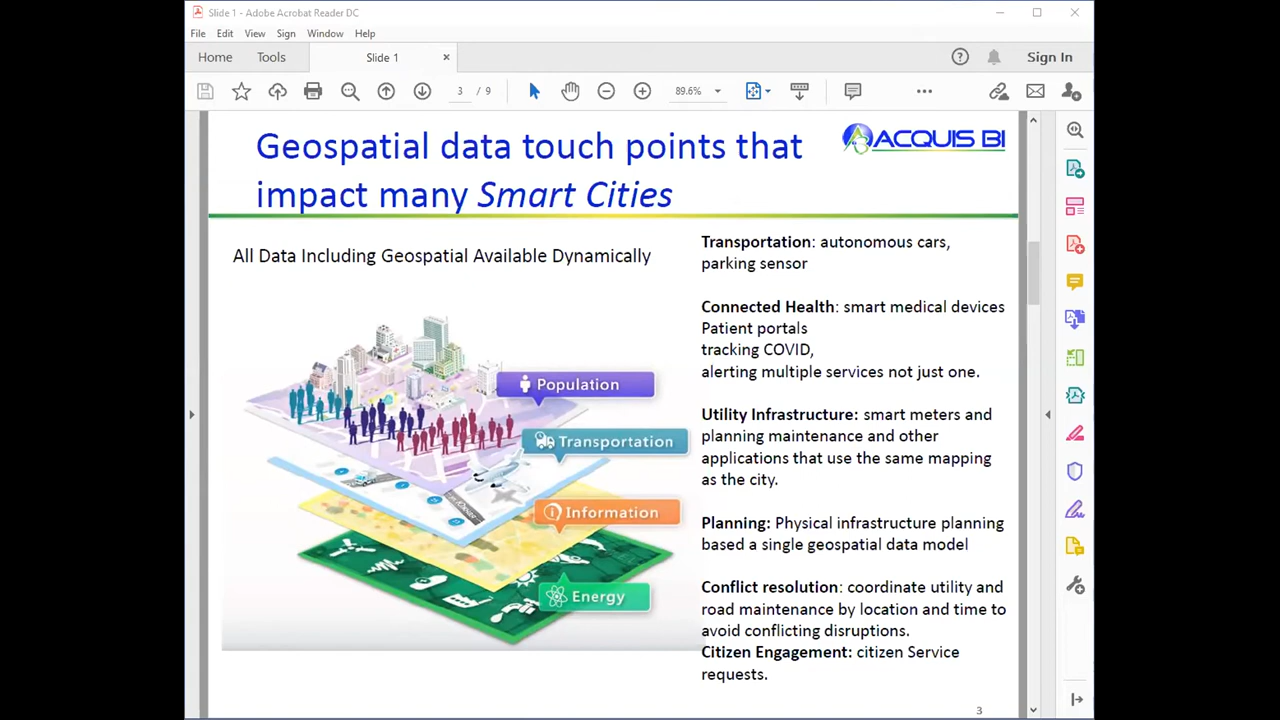 Slide 1 - Adobe Acrobat Reader DC
File Edit View Sign Window Help
Home Tools Slide 1 × Sign In
3 / 9 89.6%
Geospatial data touch points that
impact many Smart Cities
ACQUIS BI
All Data Including Geospatial Available Dynamically
Population
Transportation
Information
Energy
Transportation: autonomous cars,
parking sensor
Connected Health: smart medical devices
Patient portals
tracking COVID,
alerting multiple services not just one.
Utility Infrastructure: smart meters and
planning maintenance and other
applications that use the same mapping
as the city.
Planning: Physical infrastructure planning
based a single geospatial data model
Conflict resolution: coordinate utility and
road maintenance by location and time to
avoid conflicting disruptions.
Citizen Engagement: citizen Service
requests.
3